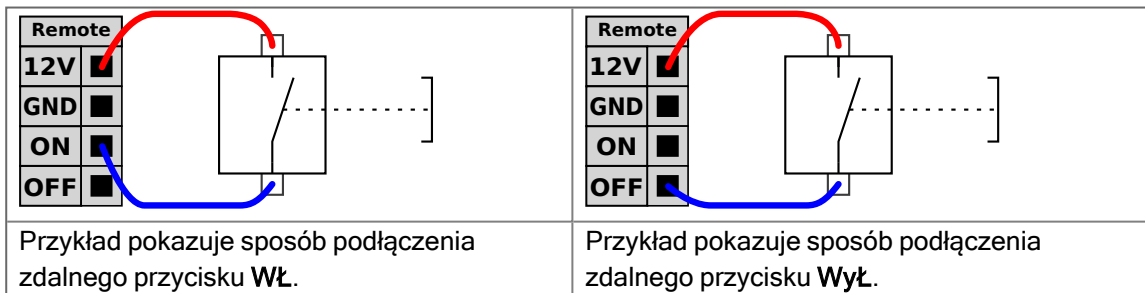 Remote
12V
GND
ON
OFF
Przykład pokazuje sposób podłączenia
zdalnego przycisku WŁ.
Remote
12V
GND
ON
OFF
Przykład pokazuje sposób podłączenia
zdalnego przycisku WyŁ.